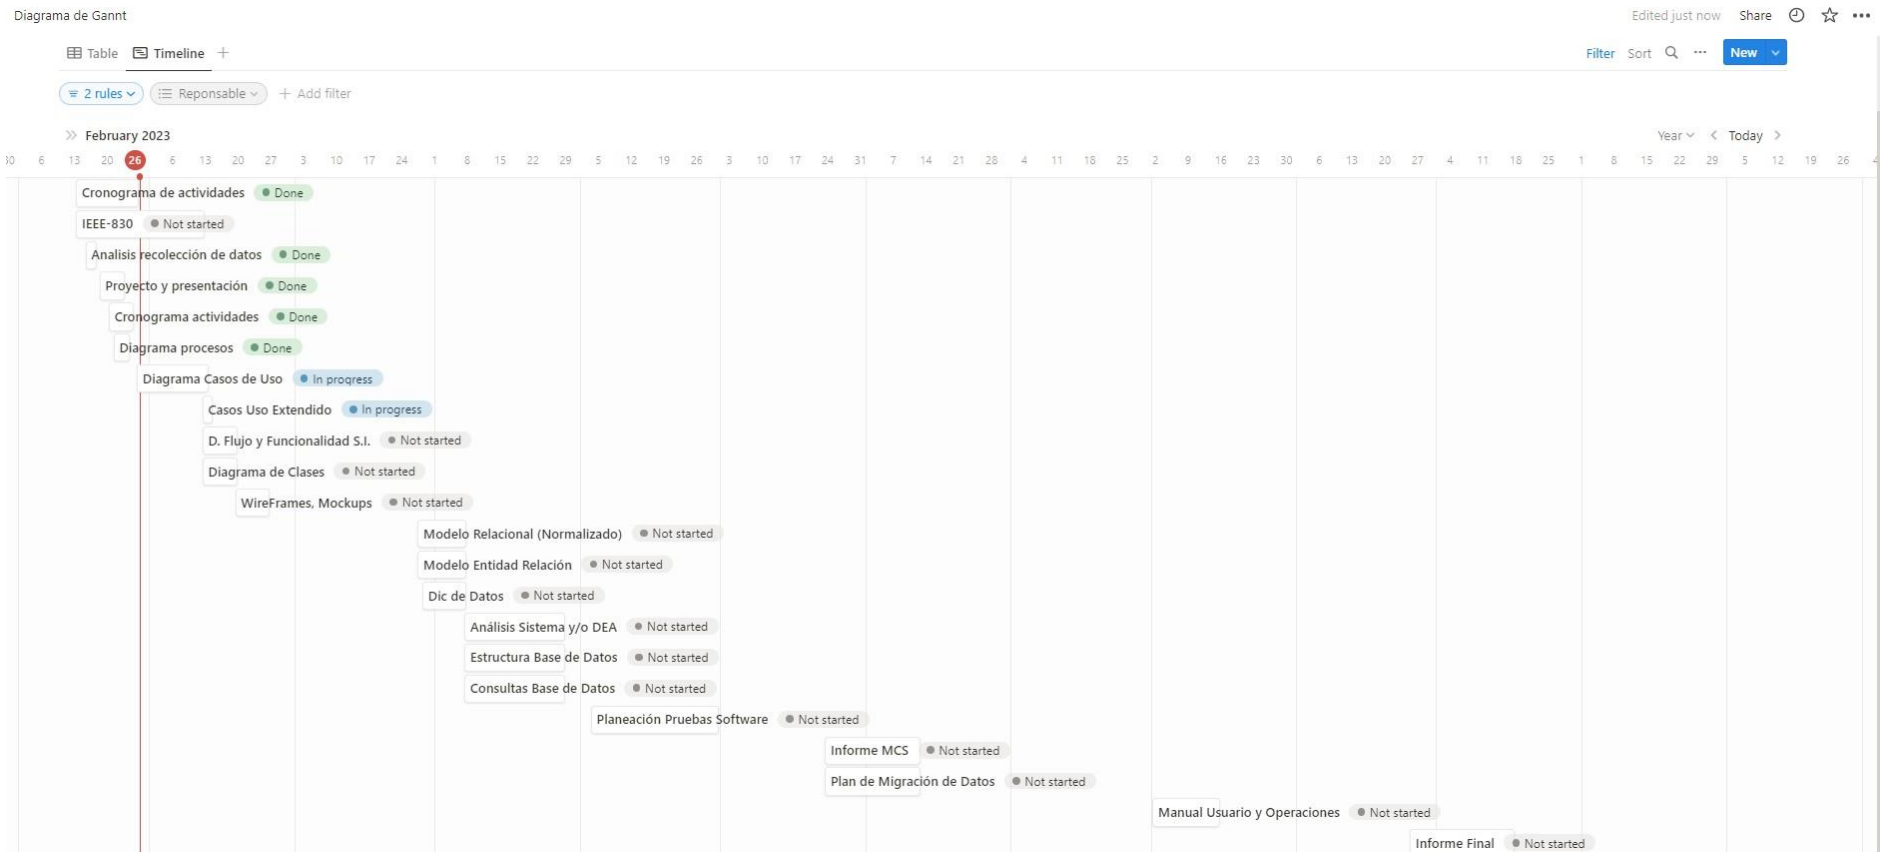 Diagrama de Gannt
Edited just now Share
Table Timeline
Filter Sort New
2 rules Reponsable Add filter
February 2023
Year Today
30 6 13 20 26 6 13 20 27 3 10 17 24 1 8 15 22 29 5 12 19 26 3 10 17 24 31 7 14 21 28 4 11 18 25 2 9 16 23 30 6 13 20 27 4 11 18 25 1 8 15 22 29 5 12 19 26
Cronograma de actividades Done
IEEE-830 Not started
Analisis recolección de datos Done
Proyecto y presentación Done
Cronograma actividades Done
Diagrama procesos Done
Diagrama Casos de Uso In progress
Casos Uso Extendido In progress
D. Flujo y Funcionalidad S.I. Not started
Diagrama de Clases Not started
WireFrames, Mockups Not started
Modelo Relacional (Normalizado) Not started
Modelo Entidad Relación Not started
Dic de Datos Not started
Análisis Sistema y/o DEA Not started
Estructura Base de Datos Not started
Consultas Base de Datos Not started
Planeación Pruebas Software Not started
Informe MCS Not started
Plan de Migración de Datos Not started
Manual Usuario y Operaciones Not started
Informe Final Not started